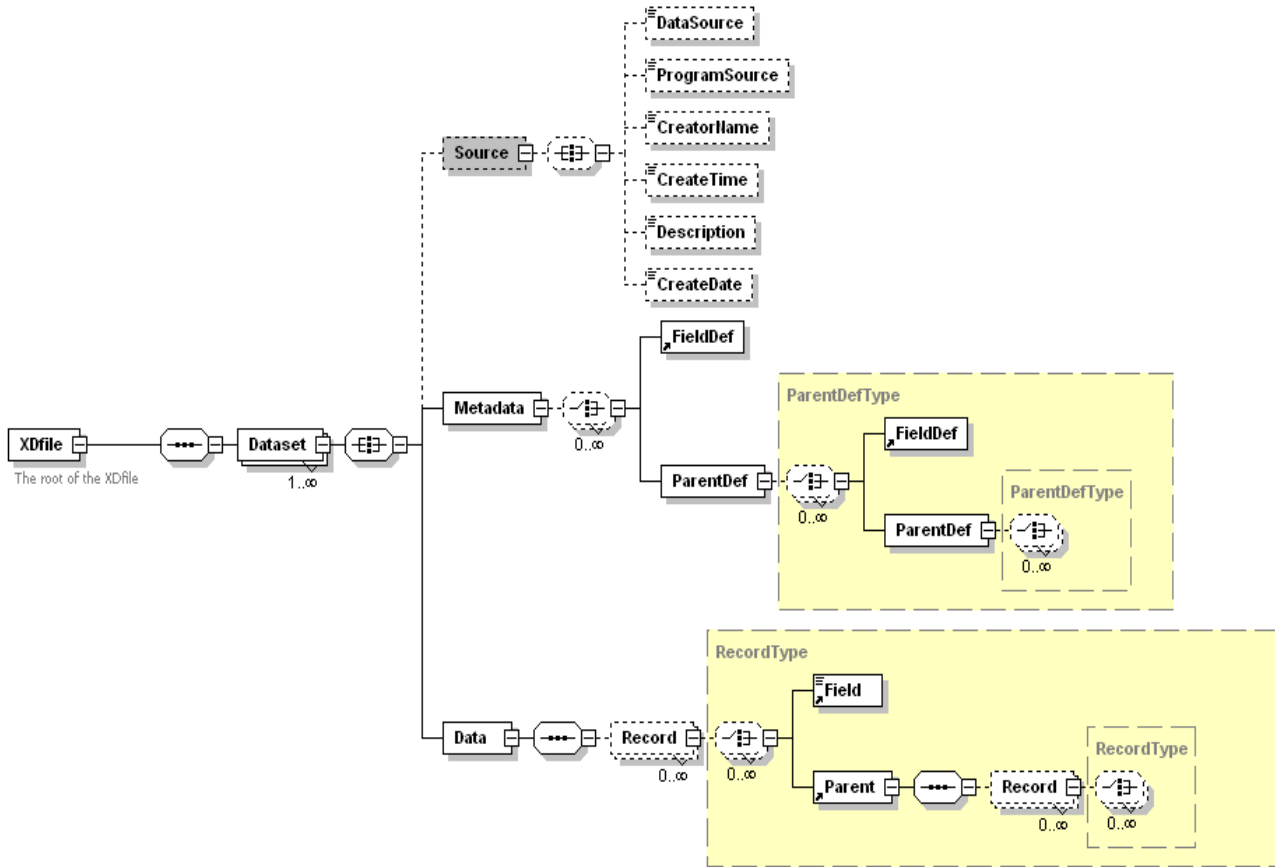 DataSource
ProgramSource
CreatorName
Source
CreateTime
Description
CreateDate
FieldDef
ParentDefType
Metadata
0..∞
FieldDef
XDfile
Dataset
The root of the XDfile
1..∞
ParentDef
0..∞
ParentDefType
ParentDef
0..∞
RecordType
Field
Data
Record
0..∞
0..∞
RecordType
Parent
Record
0..∞
0..∞